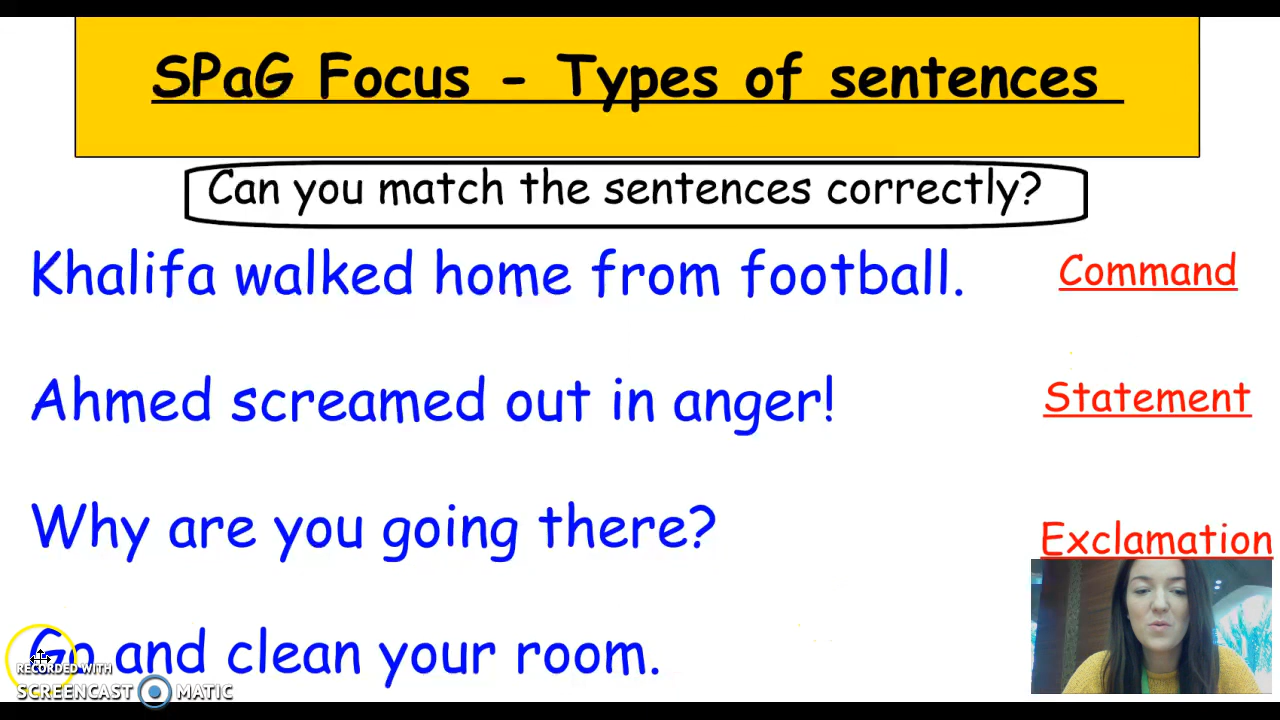 SPaG Focus - Types of sentences
Can you match the sentences correctly?
Khalifa walked home from football.
Command
Ahmed screamed out in anger!
Statement
Why are you going there?
Exclamation
Go and clean your room.
RECORDED WITH
SCREENCAST MATIC